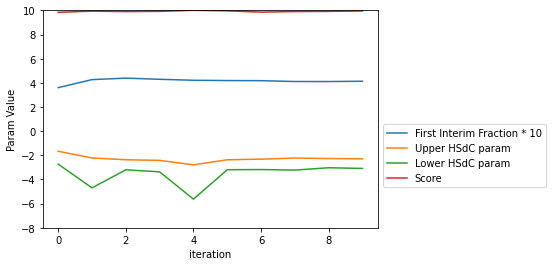 10
8
6
4
2
0
−2
−4
−6
−8
Param Value
0 2 4 6 8
iteration
First Interim Fraction * 10
Upper HSdC param
Lower HSdC param
Score